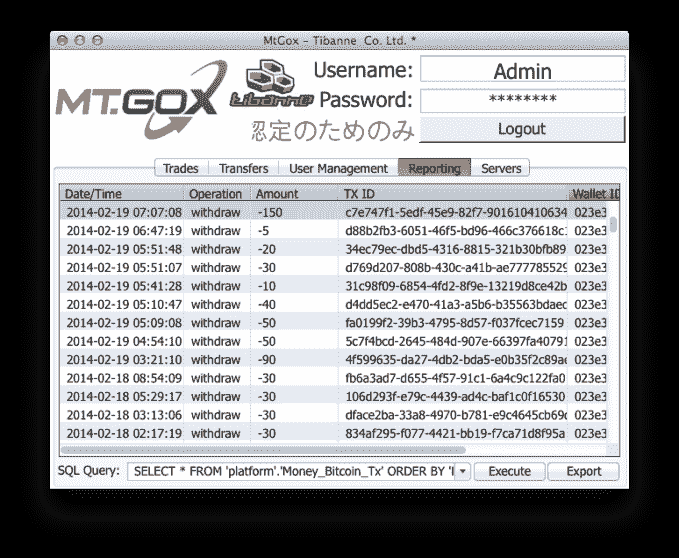 MtGox - Tibanne Co. Ltd. *
MT.GOX tibanne Username: Admin
Password: ********
認定のためのみ Logout
Trades Transfers User Management Reporting Servers
Date/Time Operation Amount TX ID Wallet ID
2014-02-19 07:07:08 withdraw -150 c7e747f1-5edf-45e9-82f7-901610410634 023e3
2014-02-19 06:47:19 withdraw -5 d88b2fb3-6051-46f5-bd96-466c376618c1 023e3
2014-02-19 05:51:48 withdraw -20 34ec79ec-dbd5-4316-8815-321b30bfb89 023e3
2014-02-19 05:51:07 withdraw -30 d769d207-808b-430c-a41b-ae777785529 023e3
2014-02-19 05:41:28 withdraw -10 31c98f09-6854-4fd2-8f9e-13219d8ce42b 023e3
2014-02-19 05:10:47 withdraw -40 d4dd5ec2-e470-41a3-a5b6-b35563bdaec 023e3
2014-02-19 05:09:08 withdraw -50 fa0199f2-39b3-4795-8d57-f037fcec7159 023e3
2014-02-19 04:54:10 withdraw -50 5c7f4bcd-2645-484d-907e-66397fa40791 023e3
2014-02-19 03:21:10 withdraw -90 4f599635-da27-4db2-bda5-e0b35f2c89a 023e3
2014-02-18 08:54:09 withdraw -30 fb6a3ad7-d655-4f57-91c1-6a4c9c122fa0 023e3
2014-02-18 05:29:17 withdraw -30 106d293f-e79c-4439-ad4c-baf1c0f16530 023e3
2014-02-18 03:13:06 withdraw -30 dface2ba-33a8-4970-b781-e9c4645cb69 023e3
2014-02-18 02:17:19 withdraw -30 834af295-f077-4421-bb19-f7ca71d8f95a 023e3
SQL Query: SELECT * FROM 'platform'.'Money_Bitcoin_Tx' ORDER BY ' Execute Export